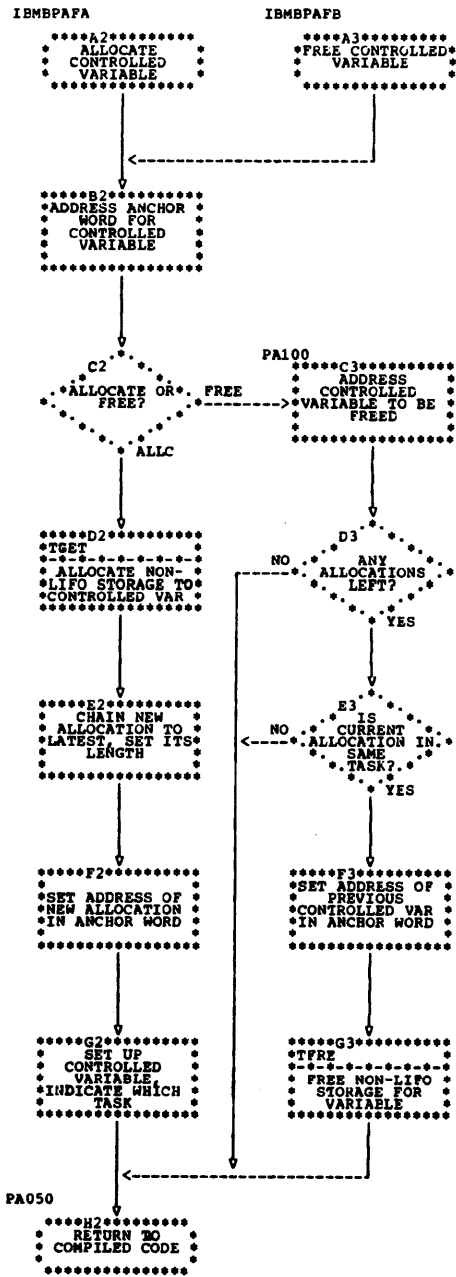 IBMBPAFA IBMBPAFB
A2
ALLOCATE
CONTROLLED
VARIABLE
A3
FREE CONTROLLED
VARIABLE
B2
ADDRESS ANCHOR
WORD FOR
CONTROLLED
VARIABLE
C2
ALLOCATE OR
FREE?
FREE
ALLC
PA100
C3
ADDRESS
CONTROLLED
VARIABLE TO BE
FREED
D2
TGET
ALLOCATE NON-
LIFO STORAGE TO
CONTROLLED VAR
D3
ANY
ALLOCATIONS
LEFT?
NO
YES
E2
CHAIN NEW
ALLOCATION TO
LATEST, SET ITS
LENGTH
E3
IS
CURRENT
ALLOCATION IN
SAME
TASK?
NO
YES
F2
SET ADDRESS OF
NEW ALLOCATION
IN ANCHOR WORD
F3
SET ADDRESS OF
PREVIOUS
CONTROLLED VAR
IN ANCHOR WORD
G2
SET UP
CONTROLLED
VARIABLE,
INDICATE WHICH
TASK
G3
TFRE
FREE NON-LIFO
STORAGE FOR
VARIABLE
PA050
H2
RETURN TO
COMPILED CODE